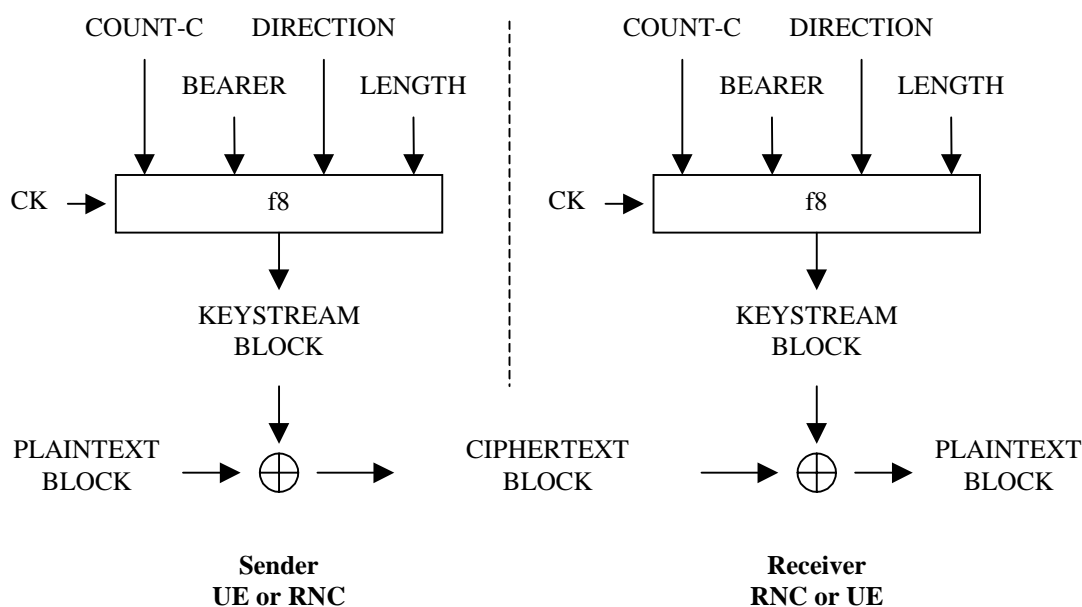 COUNT-C DIRECTION COUNT-C DIRECTION
BEARER LENGTH BEARER LENGTH
CK f8 CK f8
KEYSTREAM KEYSTREAM
BLOCK BLOCK
PLAINTEXT CIPHERTEXT PLAINTEXT
BLOCK BLOCK BLOCK
Sender Receiver
UE or RNC RNC or UE